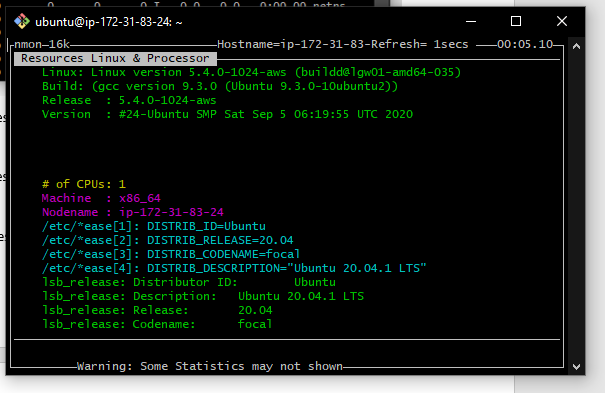 ubuntu@ip-172-31-83-24: ~
nmon-16k Hostname=ip-172-31-83-Refresh= 1secs 00:05.10
Resources Linux & Processor
Linux: Linux version 5.4.0-1024-aws (buildd@lgw01-amd64-035)
Build: (gcc version 9.3.0 (Ubuntu 9.3.0-10ubuntu2))
Release : 5.4.0-1024-aws
Version : #24-Ubuntu SMP Sat Sep 5 06:19:55 UTC 2020
# of CPUs: 1
Machine : x86_64
Nodename : ip-172-31-83-24
/etc/*ease[1]: DISTRIB_ID=Ubuntu
/etc/*ease[2]: DISTRIB_RELEASE=20.04
/etc/*ease[3]: DISTRIB_CODENAME=focal
/etc/*ease[4]: DISTRIB_DESCRIPTION="Ubuntu 20.04.1 LTS"
lsb_release: Distributor ID: Ubuntu
lsb_release: Description: Ubuntu 20.04.1 LTS
lsb_release: Release: 20.04
lsb_release: Codename: focal
Warning: Some Statistics may not shown